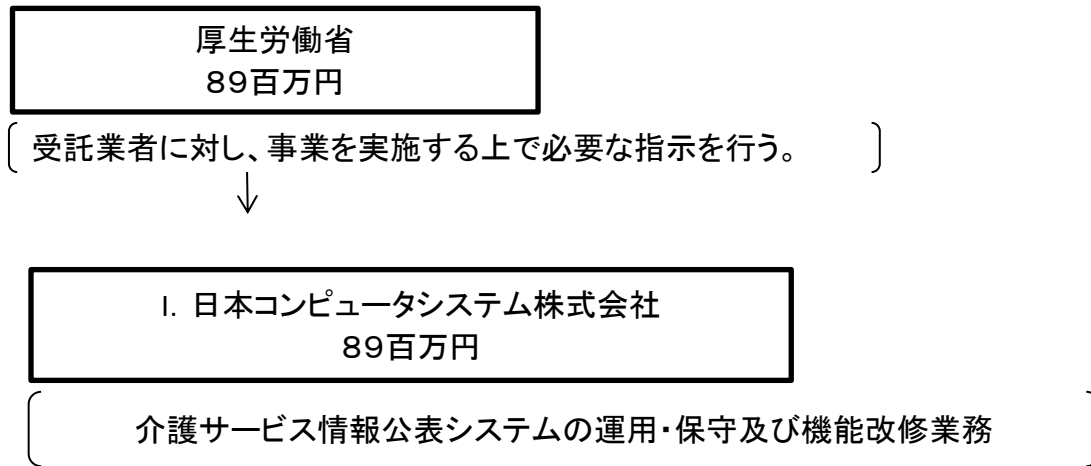 厚生労働省
８９百万円
受託業者に対し、事業を実施する上で必要な指示を行う。
I. 日本コンピュータシステム株式会社
８９百万円
介護サービス情報公表システムの運用・保守及び機能改修業務